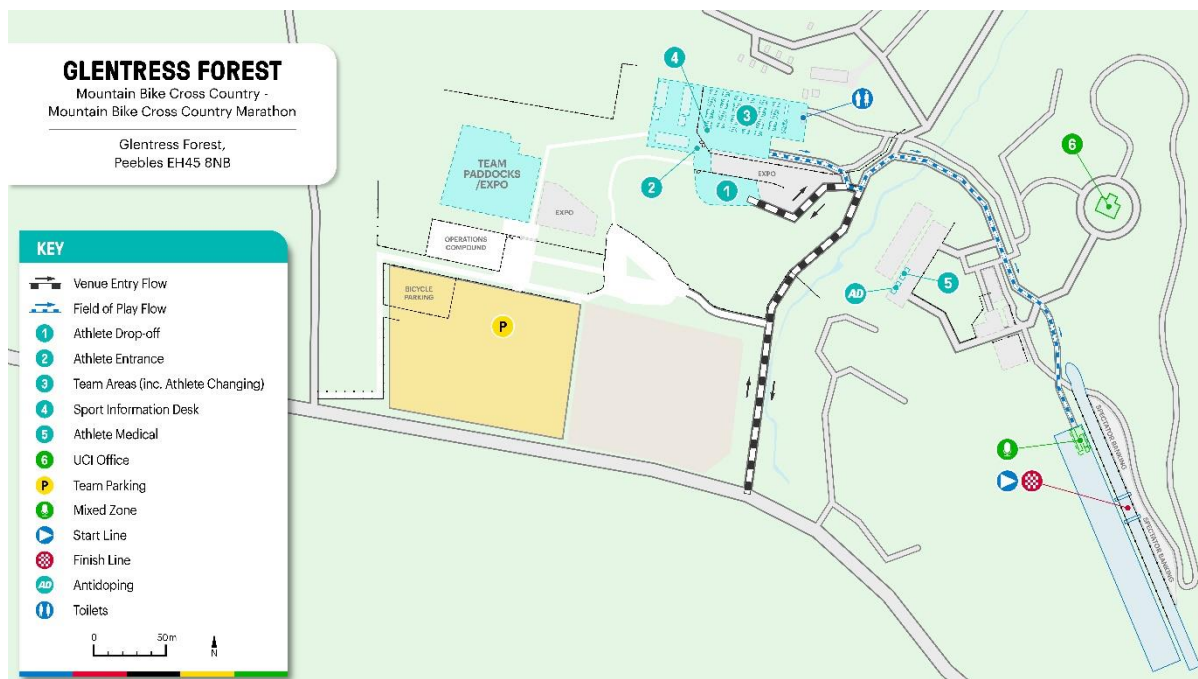 GLENTRESS FOREST
Mountain Bike Cross Country -
Mountain Bike Cross Country Marathon
Glentress Forest,
Peebles EH45 8NB
KEY
Venue Entry Flow
Field of Play Flow
1 Athlete Drop-off
2 Athlete Entrance
3 Team Areas (inc. Athlete Changing)
4 Sport Information Desk
5 Athlete Medical
6 UCI Office
P Team Parking
Mixed Zone
Start Line
Finish Line
AD Antidoping
Toilets
0 50m
N
4
3
2
1
EXPO
TEAM
PADDOCKS
/EXPO
EXPO
OPERATIONS
COMPOUND
BICYCLE
PARKING
P
6
5
AD
SPECTATOR BANKING
SPECTATOR BANKING